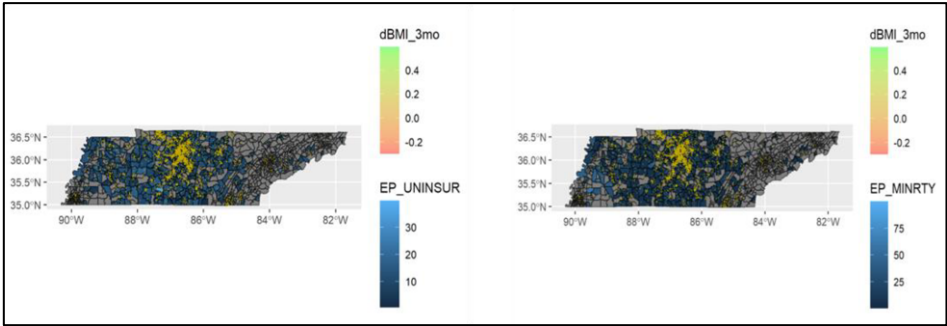 dBMI_3mo
0.4
0.2
0.0
-0.2
EP_UNINSUR
30
20
10
36.5°N
36.0°N
35.5°N
35.0°N
90°W 88°W 86°W 84°W 82°W
dBMI_3mo
0.4
0.2
0.0
-0.2
EP_MINRTY
75
50
25
36.5°N
36.0°N
35.5°N
35.0°N
90°W 88°W 86°W 84°W 82°W